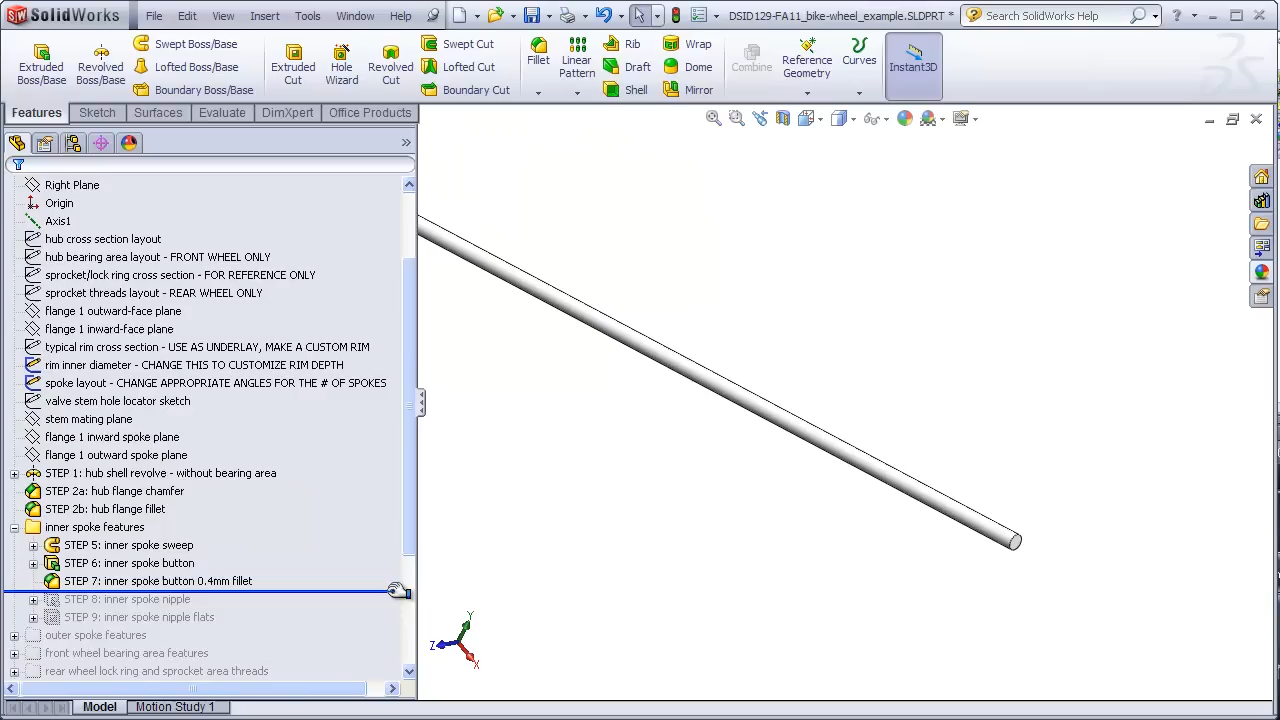 SolidWorks File Edit View Insert Tools Window Help DSID129-FA11_bike-wheel_example.SLDPRT * Search SolidWorks Help
Extruded Boss/Base
Revolved Boss/Base
Swept Boss/Base
Lofted Boss/Base
Boundary Boss/Base
Extruded Cut
Hole Wizard
Revolved Cut
Swept Cut
Lofted Cut
Boundary Cut
Fillet
Linear Pattern
Rib
Draft
Shell
Wrap
Dome
Mirror
Combine
Reference Geometry
Curves
Instant3D
Features Sketch Surfaces Evaluate DimXpert Office Products
Right Plane
Origin
Axis1
hub cross section layout
hub bearing area layout - FRONT WHEEL ONLY
sprocket/lock ring cross section - FOR REFERENCE ONLY
sprocket threads layout - REAR WHEEL ONLY
flange 1 outward-face plane
flange 1 inward-face plane
typical rim cross section - USE AS UNDERLAY, MAKE A CUSTOM RIM
rim inner diameter - CHANGE THIS TO CUSTOMIZE RIM DEPTH
spoke layout - CHANGE APPROPRIATE ANGLES FOR THE # OF SPOKES
valve stem hole locator sketch
stem mating plane
flange 1 inward spoke plane
flange 1 outward spoke plane
STEP 1: hub shell revolve - without bearing area
STEP 2a: hub flange chamfer
STEP 2b: hub flange fillet
inner spoke features
STEP 5: inner spoke sweep
STEP 6: inner spoke button
STEP 7: inner spoke button 0.4mm fillet
STEP 8: inner spoke nipple
STEP 9: inner spoke nipple flats
outer spoke features
front wheel bearing area features
rear wheel lock ring and sprocket area threads
Y
Z
X
Model Motion Study 1